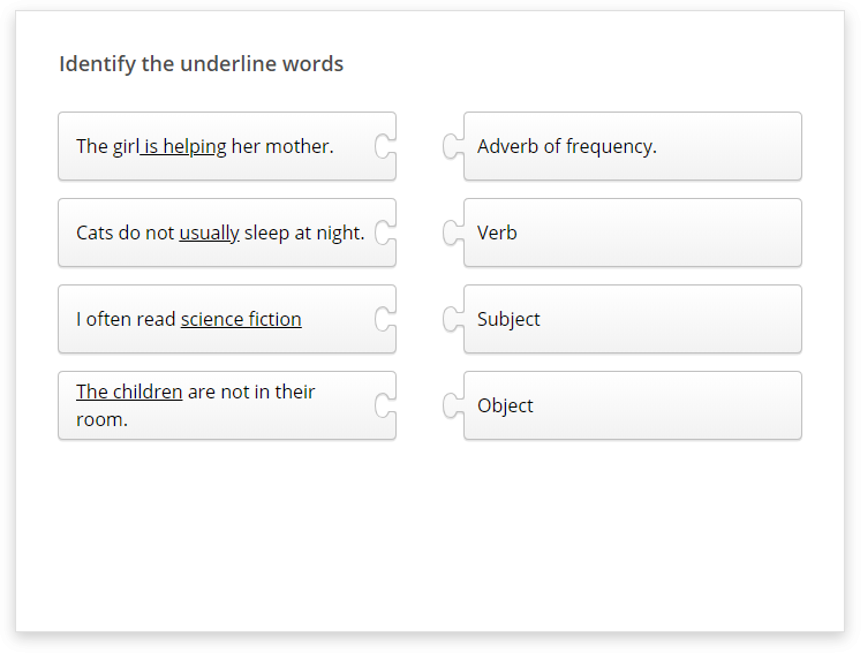 Identify the underline words
The girl is helping her mother.
Adverb of frequency.
Cats do not usually sleep at night.
Verb
I often read science fiction
Subject
The children are not in their
room.
Object